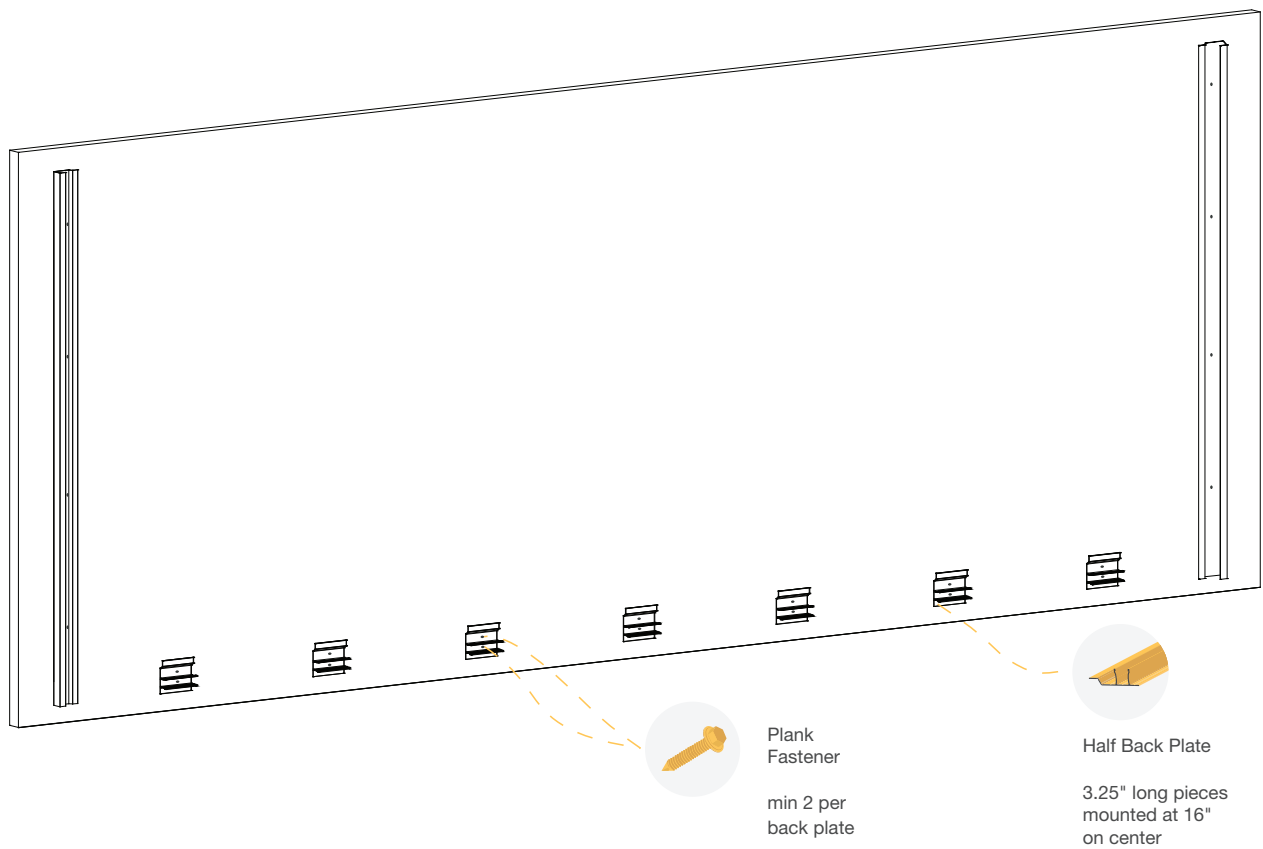 Plank
Fastener
min 2 per
back plate
Half Back Plate
3.25" long pieces
mounted at 16"
on center